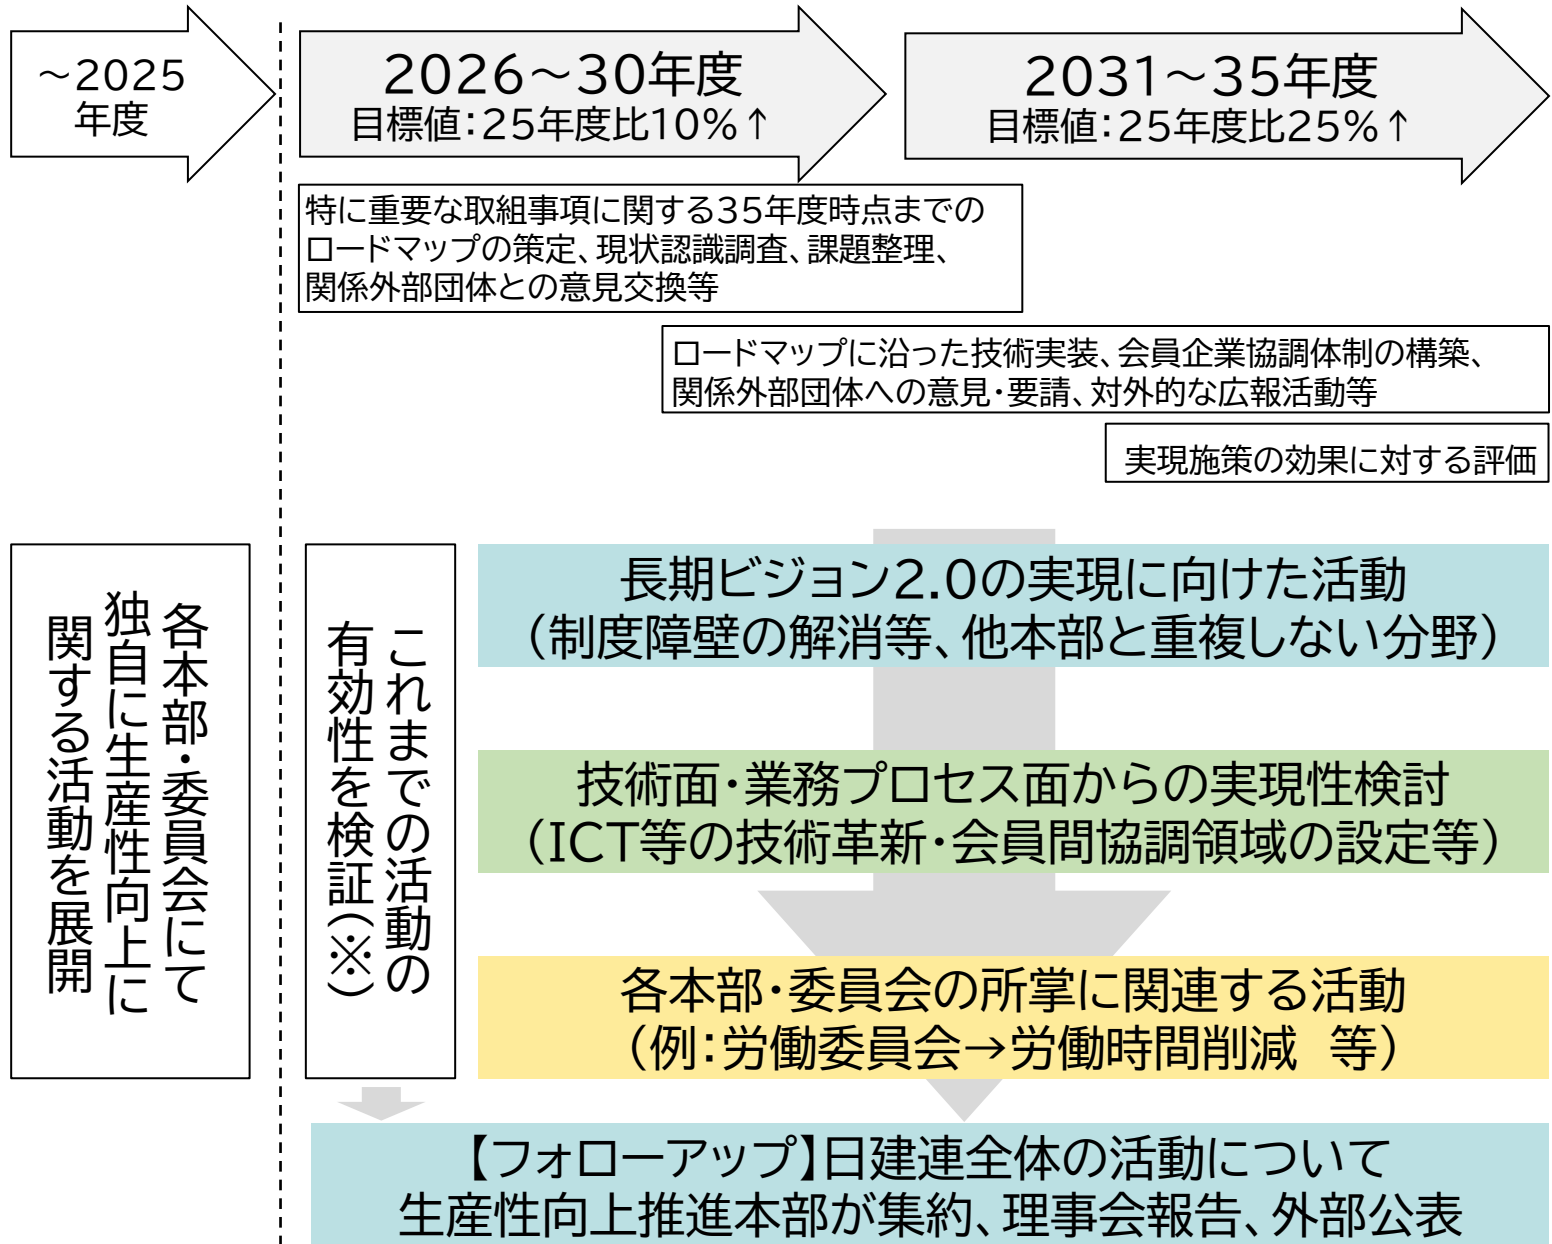 ～2025
年度
2026～30年度
目標値：25年度比10％↑
2031～35年度
目標値：25年度比25％↑
特に重要な取組事項に関する35年度時点までの
ロードマップの策定、現状認識調査、課題整理、
関係外部団体との意見交換等
ロードマップに沿った技術実装、会員企業協調体制の構築、
関係外部団体への意見・要請、対外的な広報活動等
実現施策の効果に対する評価
各本部・委員会にて
独自に生産性向上に
関する活動を展開
これまでの活動の
有効性を検証（※）
長期ビジョン2.0の実現に向けた活動
（制度障壁の解消等、他本部と重複しない分野）
技術面・業務プロセス面からの実現性検討
（ICT等の技術革新・会員間協調領域の設定等）
各本部・委員会の所掌に関連する活動
（例：労働委員会→労働時間削減　等）
【フォローアップ】日建連全体の活動について
生産性向上推進本部が集約、理事会報告、外部公表